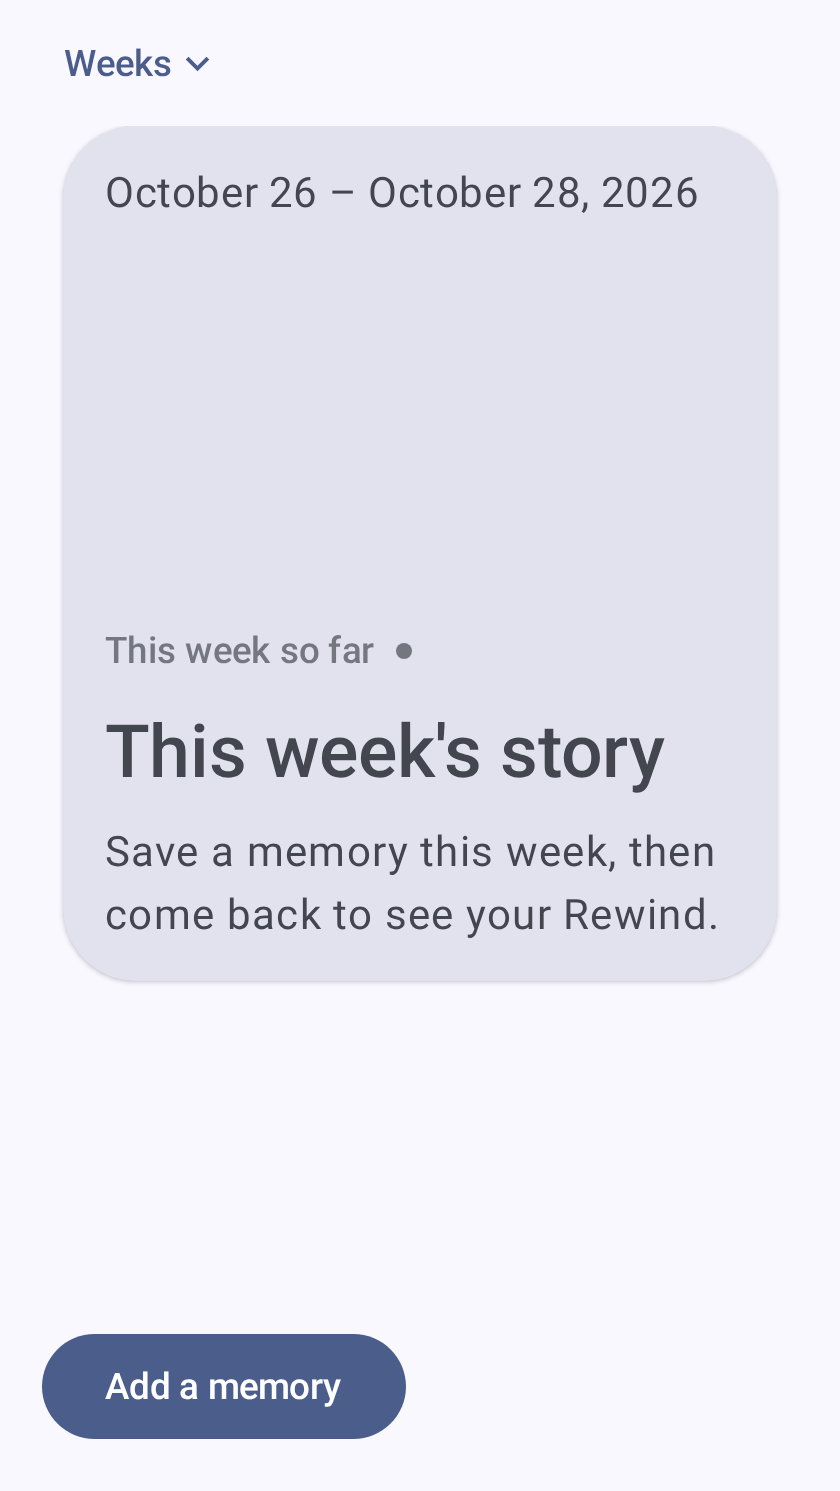 Weeks
October 26 – October 28, 2026
This week so far
This week's story
Save a memory this week, then
come back to see your Rewind.
Add a memory